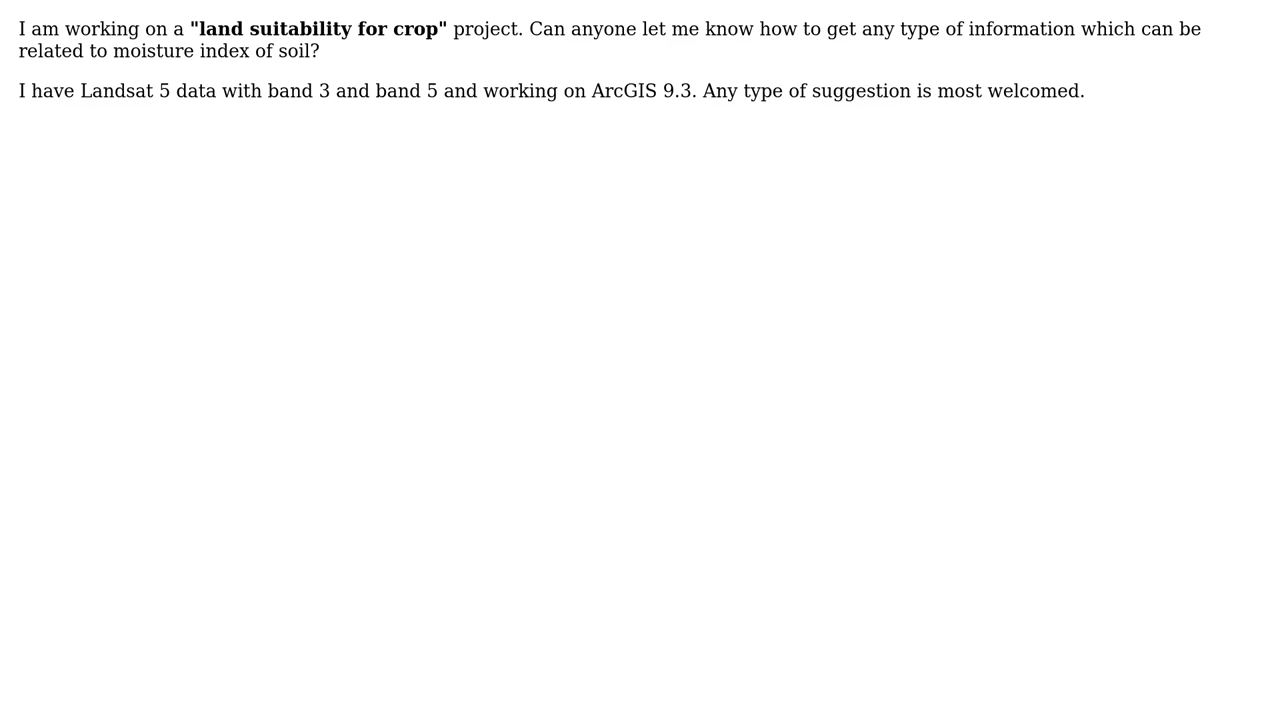 I am working on a "land suitability for crop" project. Can anyone let me know how to get any type of information which can be
related to moisture index of soil?
I have Landsat 5 data with band 3 and band 5 and working on ArcGIS 9.3. Any type of suggestion is most welcomed.